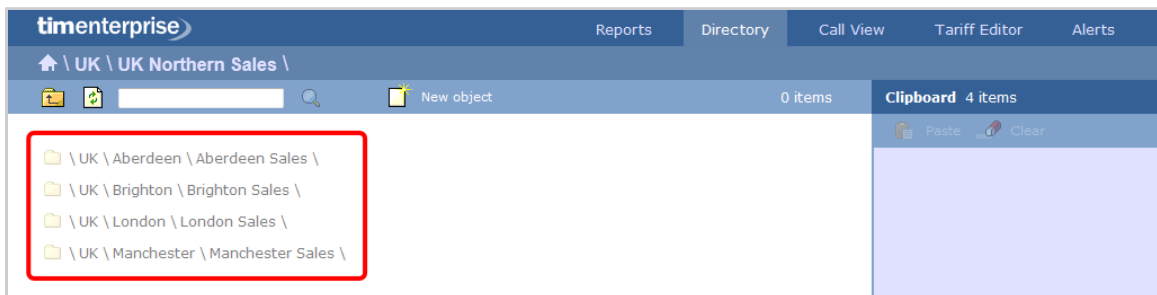 timenterprise
Reports Directory Call View Tariff Editor Alerts
\ UK \ UK Northern Sales \
New object 0 items Clipboard 4 items
Paste Clear
\ UK \ Aberdeen \ Aberdeen Sales \
\ UK \ Brighton \ Brighton Sales \
\ UK \ London \ London Sales \
\ UK \ Manchester \ Manchester Sales \